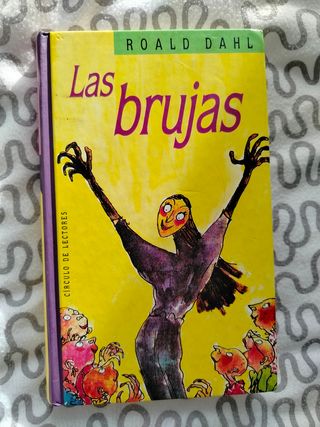 ROALD DAHL
Las
brujas
CÍRCULO DE LECTORES